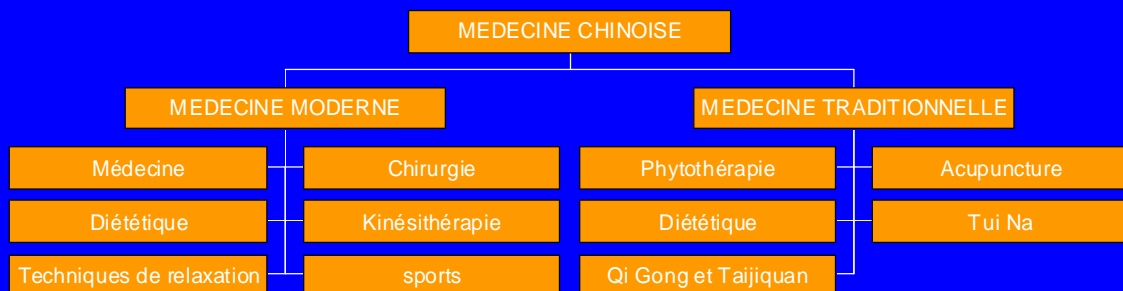 MEDECINE CHINOISE
MEDECINE MODERNE
MEDECINE TRADITIONNELLE
Médecine
Chirurgie
Phytothérapie
Acupuncture
Diététique
Kinésithérapie
Diététique
Tui Na
Techniques de relaxation
sports
Qi Gong et Taijiquan